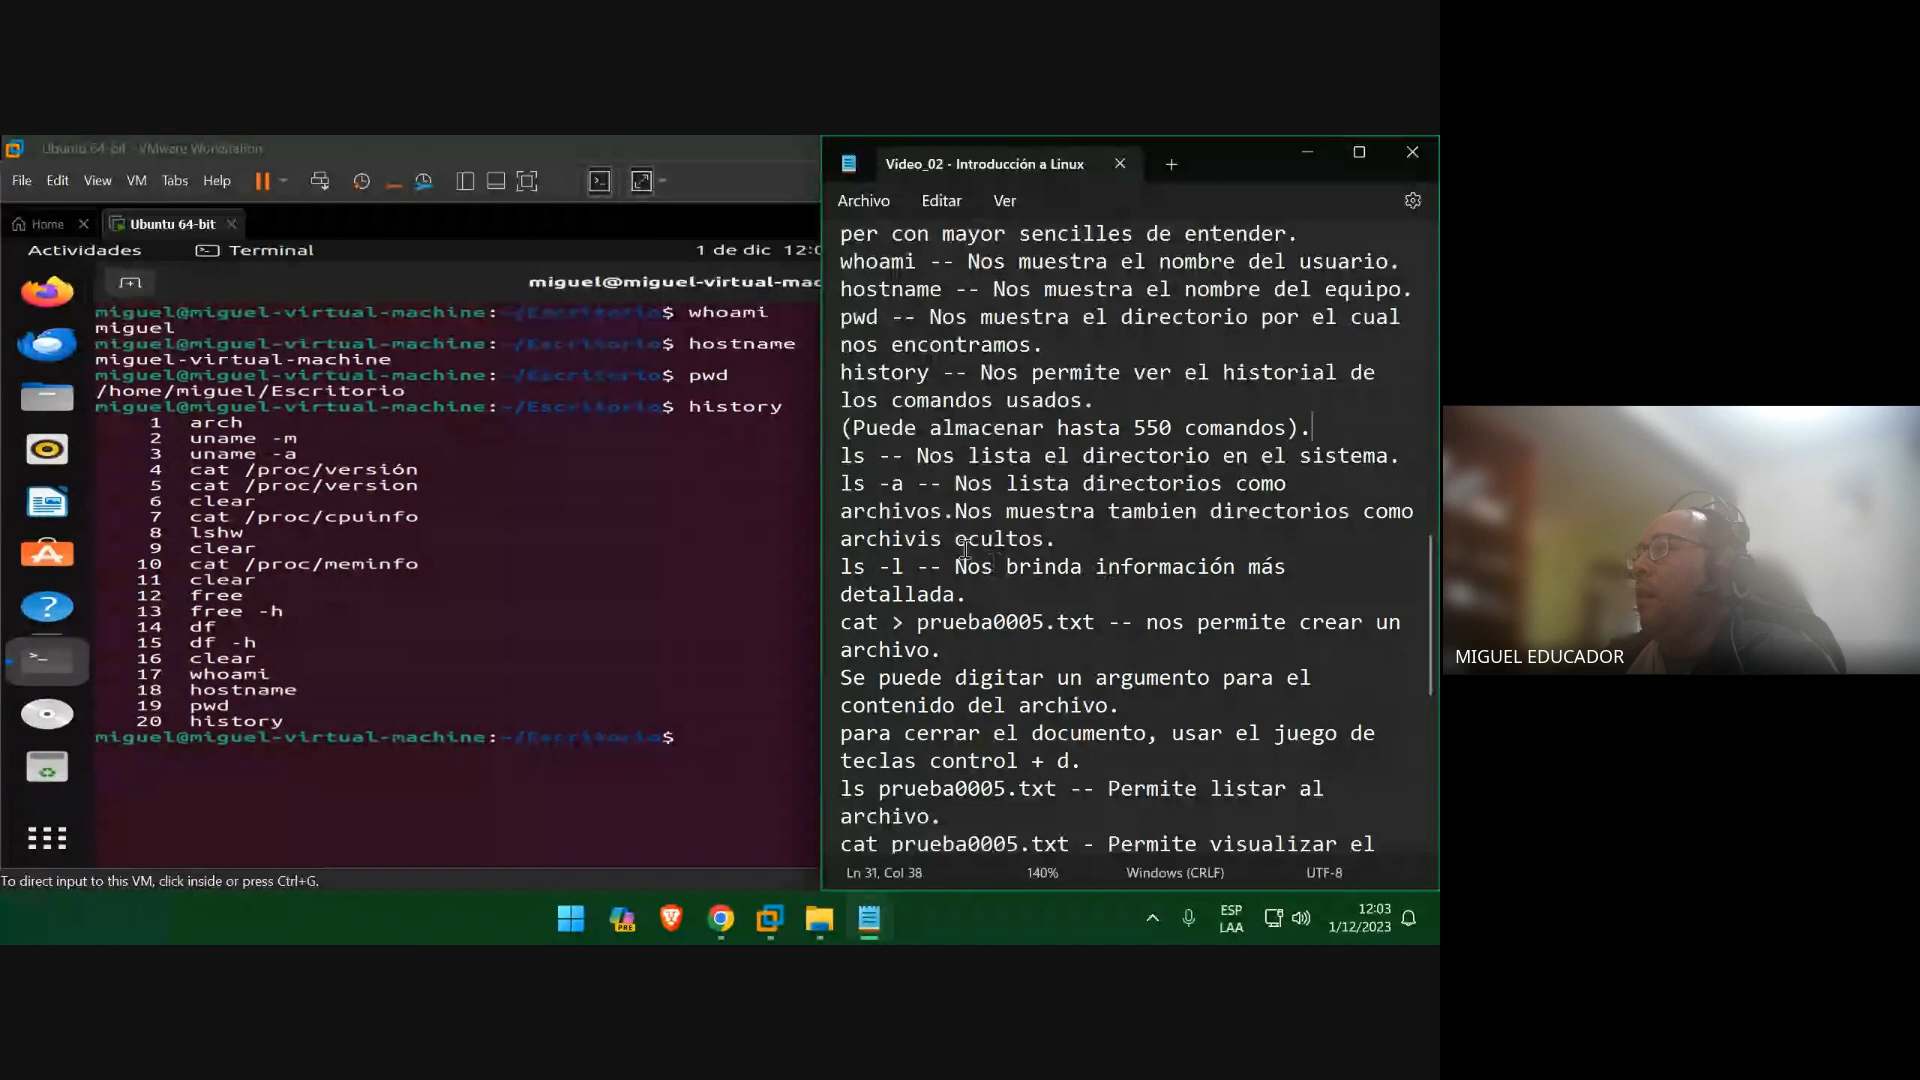 Ubuntu 64-bit - VMware Workstation
File Edit View VM Tabs Help
Home
Ubuntu 64-bit
Actividades
Terminal
1 de dic 12:0
miguel@miguel-virtual-mac
miguel@miguel-virtual-machine:~/Escritorio$ whoami
miguel
miguel@miguel-virtual-machine:~/Escritorio$ hostname
miguel-virtual-machine
miguel@miguel-virtual-machine:~/Escritorio$ pwd
/home/miguel/Escritorio
miguel@miguel-virtual-machine:~/Escritorio$ history
1 arch
2 uname -m
3 uname -a
4 cat /proc/versión
5 cat /proc/version
6 clear
7 cat /proc/cpuinfo
8 lshw
9 clear
10 cat /proc/meminfo
11 clear
12 free
13 free -h
14 df
15 df -h
16 clear
17 whoami
18 hostname
19 pwd
20 history
miguel@miguel-virtual-machine:~/Escritorio$
To direct input to this VM, click inside or press Ctrl+G.
Video_02 - Introducción a Linux
Archivo Editar Ver
per con mayor sencilles de entender.
whoami -- Nos muestra el nombre del usuario.
hostname -- Nos muestra el nombre del equipo.
pwd -- Nos muestra el directorio por el cual
nos encontramos.
history -- Nos permite ver el historial de
los comandos usados.
(Puede almacenar hasta 550 comandos).
ls -- Nos lista el directorio en el sistema.
ls -a -- Nos lista directorios como
archivos.Nos muestra tambien directorios como
archivis ocultos.
ls -l -- Nos brinda información más
detallada.
cat > prueba0005.txt -- nos permite crear un
archivo.
Se puede digitar un argumento para el
contenido del archivo.
para cerrar el documento, usar el juego de
teclas control + d.
ls prueba0005.txt -- Permite listar al
archivo.
cat prueba0005.txt - Permite visualizar el
Ln 31, Col 38
140%
Windows (CRLF)
UTF-8
PRE
ESP
LAA
12:03
1/12/2023
MIGUEL EDUCADOR